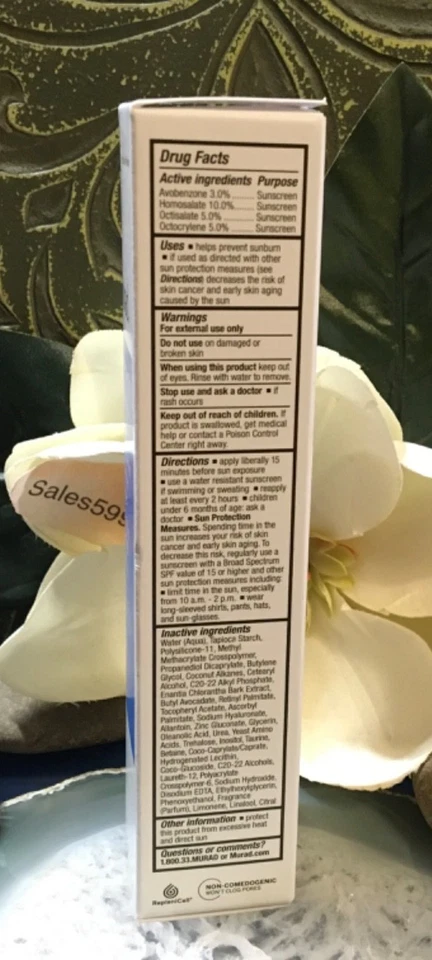 Drug Facts
Active ingredients Purpose
Avobenzone 3.0% ........ Sunscreen
Homosalate 10.0% ........ Sunscreen
Octisalate 5.0% ........ Sunscreen
Octocrylene 5.0% ........ Sunscreen
Uses ▪ helps prevent sunburn
▪ if used as directed with other
sun protection measures (see
Directions) decreases the risk of
skin cancer and early skin aging
caused by the sun
Warnings
For external use only
Do not use on damaged or
broken skin
When using this product keep out
of eyes. Rinse with water to remove.
Stop use and ask a doctor ▪ if
rash occurs
Keep out of reach of children. If
product is swallowed, get medical
help or contact a Poison Control
Center right away.
Directions ▪ apply liberally 15
minutes before sun exposure
▪ use a water resistant sunscreen
if swimming or sweating ▪ reapply
at least every 2 hours ▪ children
under 6 months of age: ask a
doctor ▪ Sun Protection
Measures. Spending time in the
sun increases your risk of skin
cancer and early skin aging. To
decrease this risk, regularly use a
sunscreen with a Broad Spectrum
SPF value of 15 or higher and other
sun protection measures including:
▪ limit time in the sun, especially
from 10 a.m. - 2 p.m. ▪ wear
long-sleeved shirts, pants, hats,
and sun-glasses.
Inactive ingredients
Water (Aqua), Tapioca Starch,
Polysilicone-11, Methyl
Methacrylate Crosspolymer,
Propanediol Dicaprylate, Butylene
Glycol, Coconut Alkanes, Cetearyl
Alcohol, C20-22 Alkyl Phosphate,
Enantia Chlorantha Bark Extract,
Butyl Avocadate, Retinyl Palmitate,
Tocopheryl Acetate, Ascorbyl
Palmitate, Sodium Hyaluronate,
Allantoin, Zinc Gluconate, Glycerin,
Oleanolic Acid, Urea, Yeast Amino
Acids, Trehalose, Inositol, Taurine,
Betaine, Coco-Caprylate/Caprate,
Hydrogenated Lecithin,
Coco-Glucoside, C20-22 Alcohols,
Laureth-12, Polyacrylate
Crosspolymer-6, Sodium Hydroxide,
Disodium EDTA, Ethylhexylglycerin,
Phenoxyethanol, Fragrance
(Parfum), Limonene, Linalool, Citral
Other information ▪ protect
this product from excessive heat
and direct sun
Questions or comments?
1.800.33.MURAD or Murad.com
NON-COMEDOGENIC
WON'T CLOG PORES
ReplantCell®
Sales599